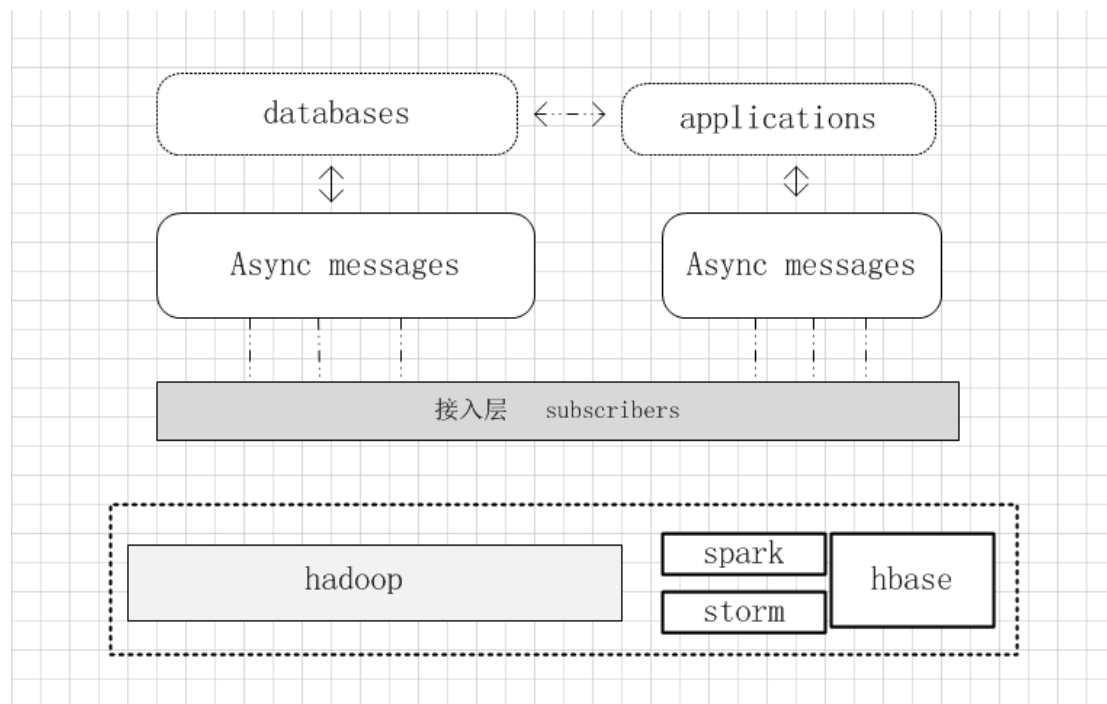 databases
applications
Async messages
Async messages
接入层 subscribers
hadoop
spark
storm
hbase